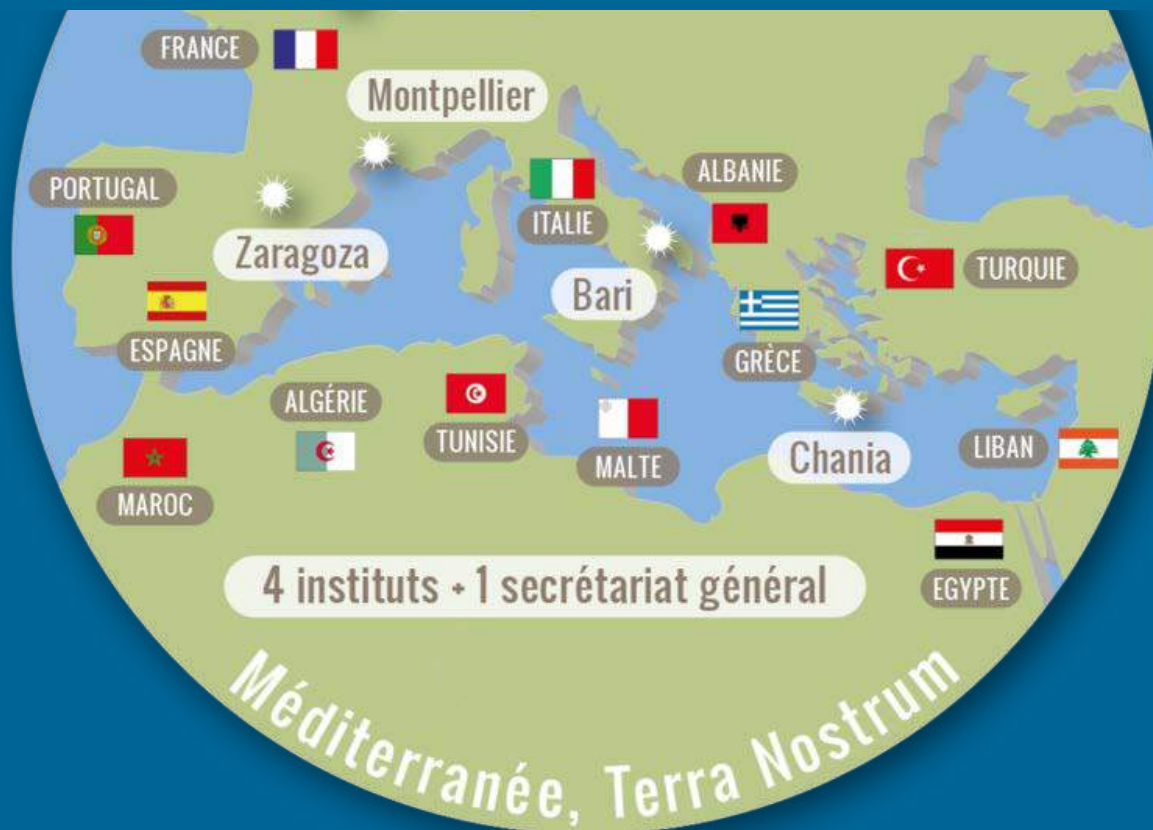 FRANCE
Montpellier
PORTUGAL
ALBANIE
ITALIE
Zaragoza
TURQUIE
Bari
ESPAGNE
GRÈCE
ALGÉRIE
TUNISIE
MALTE
Chania
LIBAN
MAROC
4 instituts + 1 secrétariat général
EGYPTE
Méditerranée, Terra Nostrum